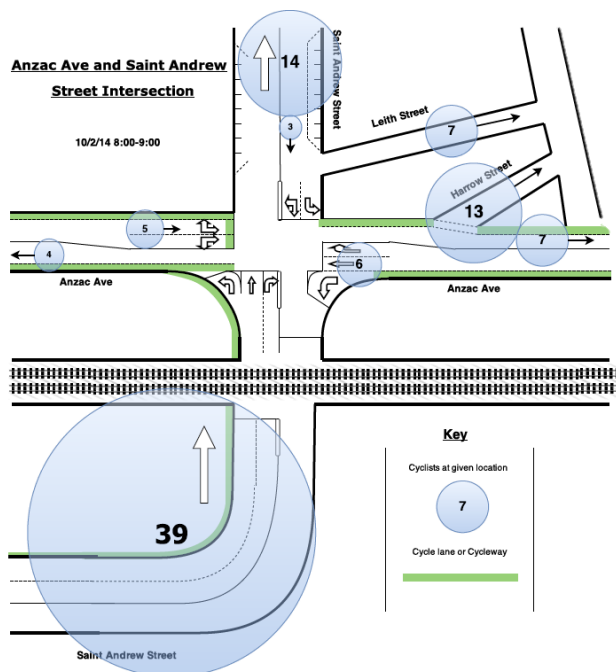 Anzac Ave and Saint Andrew
Street Intersection
10/2/14 8:00-9:00
14
Saint Andrew Street
3
Leith Street
7
Harrow Street
13
5
7
4
6
Anzac Ave
Anzac Ave
39
Saint Andrew Street
Key
Cyclists at given location
7
Cycle lane or Cycleway